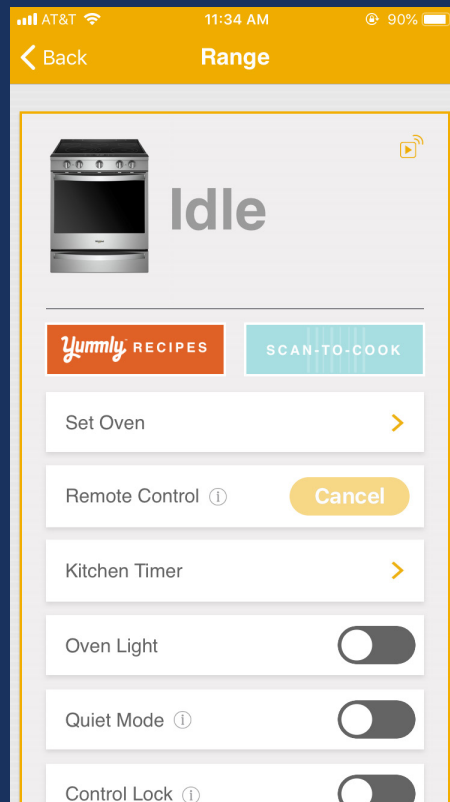 AT&T 11:34 AM 90%
Back Range
Idle
Yummly RECIPES SCAN-TO-COOK
Set Oven
Remote Control Cancel
Kitchen Timer
Oven Light
Quiet Mode
Control Lock